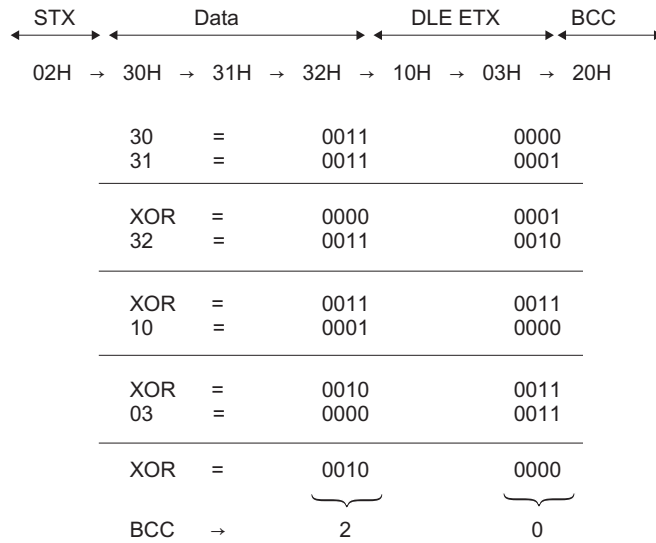 STX Data DLE ETX BCC
02H → 30H → 31H → 32H → 10H → 03H → 20H
30 = 0011 0000
31 = 0011 0001
XOR = 0000 0001
32 = 0011 0010
XOR = 0011 0011
10 = 0001 0000
XOR = 0010 0011
03 = 0000 0011
XOR = 0010 0000
BCC → 2 0